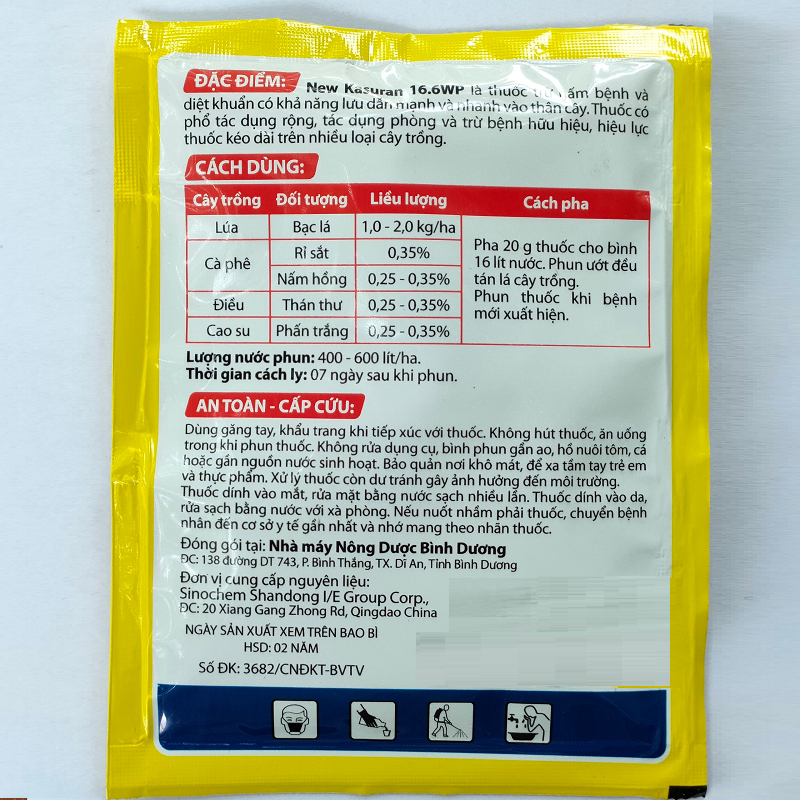 ĐẶC ĐIỂM: New Kasuran 16.6WP là thuốc trừ nấm bệnh và
diệt khuẩn có khả năng lưu dẫn mạnh và nhanh vào thân cây. Thuốc có
phổ tác dụng rộng, tác dụng phòng và trừ bệnh hữu hiệu, hiệu lực
thuốc kéo dài trên nhiều loại cây trồng.
CÁCH DÙNG:
Cây trồng Đối tượng Liều lượng Cách pha
Lúa Bạc lá 1,0 - 2,0 kg/ha
Cà phê Rỉ sắt 0,35%
Nấm hồng 0,25 - 0,35%
Điều Thán thư 0,25 - 0,35%
Cao su Phấn trắng 0,25 - 0,35%
Pha 20 g thuốc cho bình
16 lít nước. Phun ướt đều
tán lá cây trồng.
Phun thuốc khi bệnh
mới xuất hiện.
Lượng nước phun: 400 - 600 lít/ha.
Thời gian cách ly: 07 ngày sau khi phun.
AN TOÀN - CẤP CỨU:
Dùng găng tay, khẩu trang khi tiếp xúc với thuốc. Không hút thuốc, ăn uống
trong khi phun thuốc. Không rửa dụng cụ, bình phun gần ao, hồ nuôi tôm, cá
hoặc gần nguồn nước sinh hoạt. Bảo quản nơi khô mát, để xa tầm tay trẻ em
và thực phẩm. Xử lý thuốc còn dư tránh gây ảnh hưởng đến môi trường.
Thuốc dính vào mắt, rửa mặt bằng nước sạch nhiều lần. Thuốc dính vào da,
rửa sạch bằng nước với xà phòng. Nếu nuốt nhầm phải thuốc, chuyển bệnh
nhân đến cơ sở y tế gần nhất và nhớ mang theo nhãn thuốc.
Đóng gói tại: Nhà máy Nông Dược Bình Dương
ĐC: 138 đường DT 743, P. Bình Thắng, TX. Dĩ An, Tỉnh Bình Dương
Đơn vị cung cấp nguyên liệu:
Sinochem Shandong I/E Group Corp.,
ĐC: 20 Xiang Gang Zhong Rd, Qingdao China
NGÀY SẢN XUẤT XEM TRÊN BAO BÌ
HSD: 02 NĂM
Số ĐK: 3682/CNĐKT-BVTV